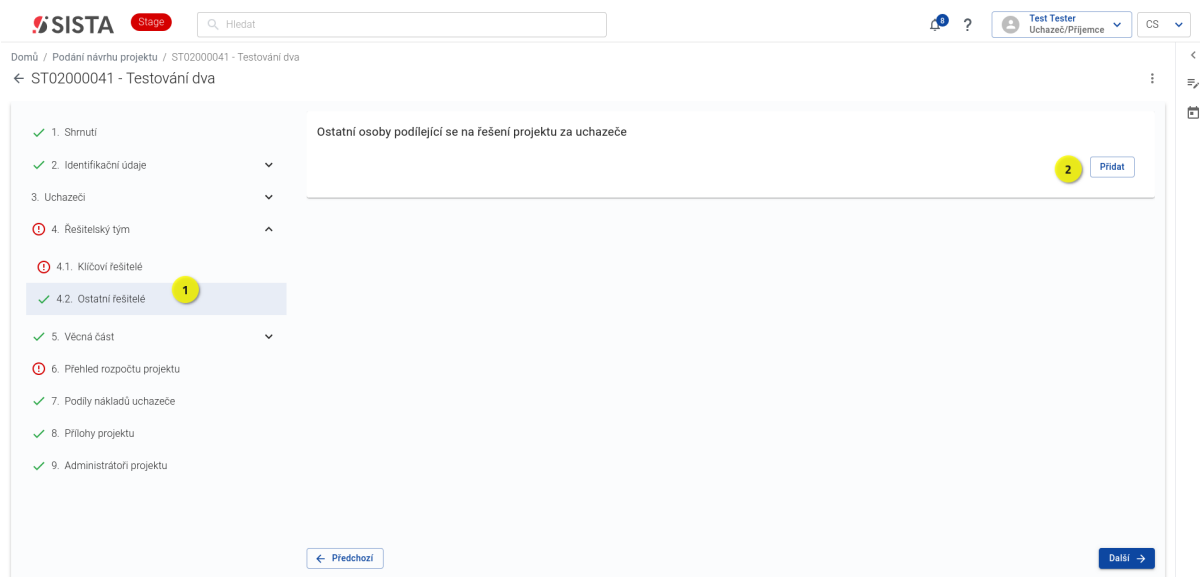 SISTA
Stage
Hledat
8
?
Test Tester
Uchazeč/Příjemce
CS
Domů / Podání návrhu projektu / ST02000041 - Testování dva
ST02000041 - Testování dva
1. Shrnutí
2. Identifikační údaje
3. Uchazeči
4. Řešitelský tým
4.1. Klíčoví řešitelé
4.2. Ostatní řešitelé
1
5. Věcná část
6. Přehled rozpočtu projektu
7. Podíly nákladů uchazeče
8. Přílohy projektu
9. Administrátoři projektu
Ostatní osoby podílející se na řešení projektu za uchazeče
2
Přidat
Předchozí
Další